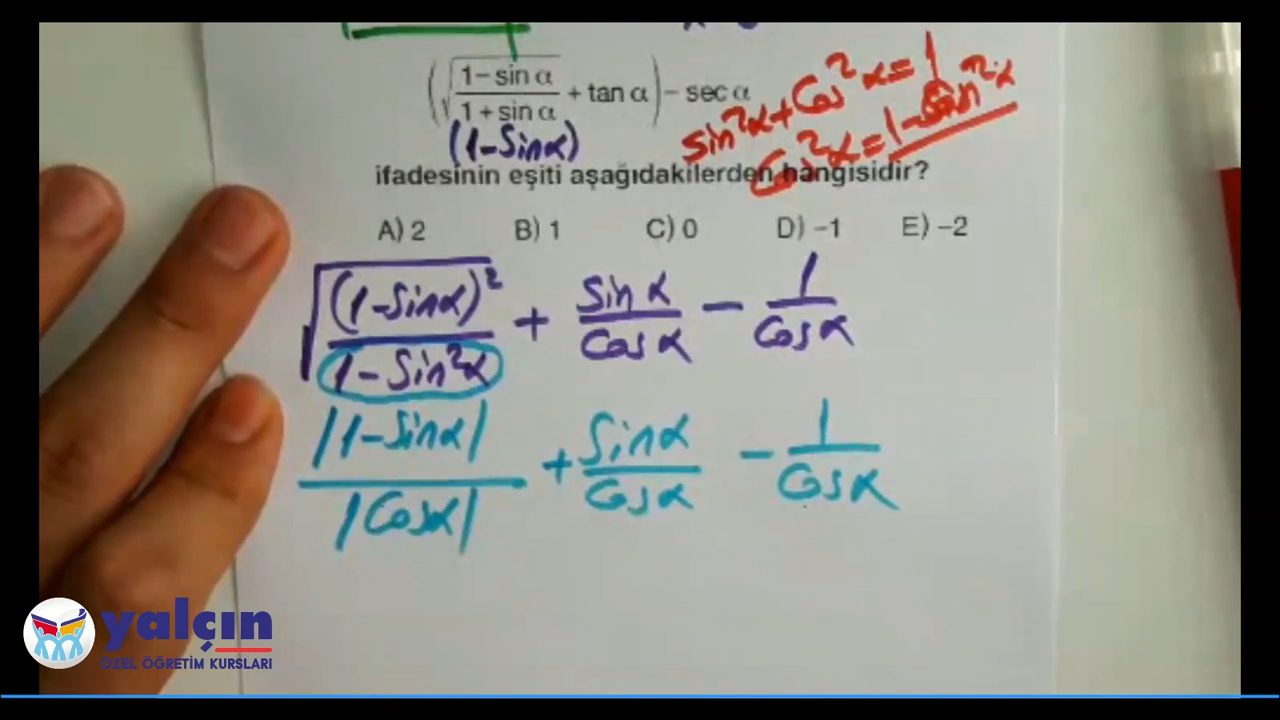 (√(1-sin α / 1+sin α) + tan α) - sec α
(1-Sinα)
sin²α+Cos²α=1
Cos²α=1-Sin²α
ifadesinin eşiti aşağıdakilerden hangisidir?
A) 2 B) 1 C) 0 D) -1 E) -2
√((1-Sinα)² / 1-Sin²α) + Sinα/Cosα - 1/Cosα
|1-Sinα| / |Cosα| + Sinα/Cosα - 1/Cosα
yalçın
ÖZEL ÖĞRETİM KURSLARI